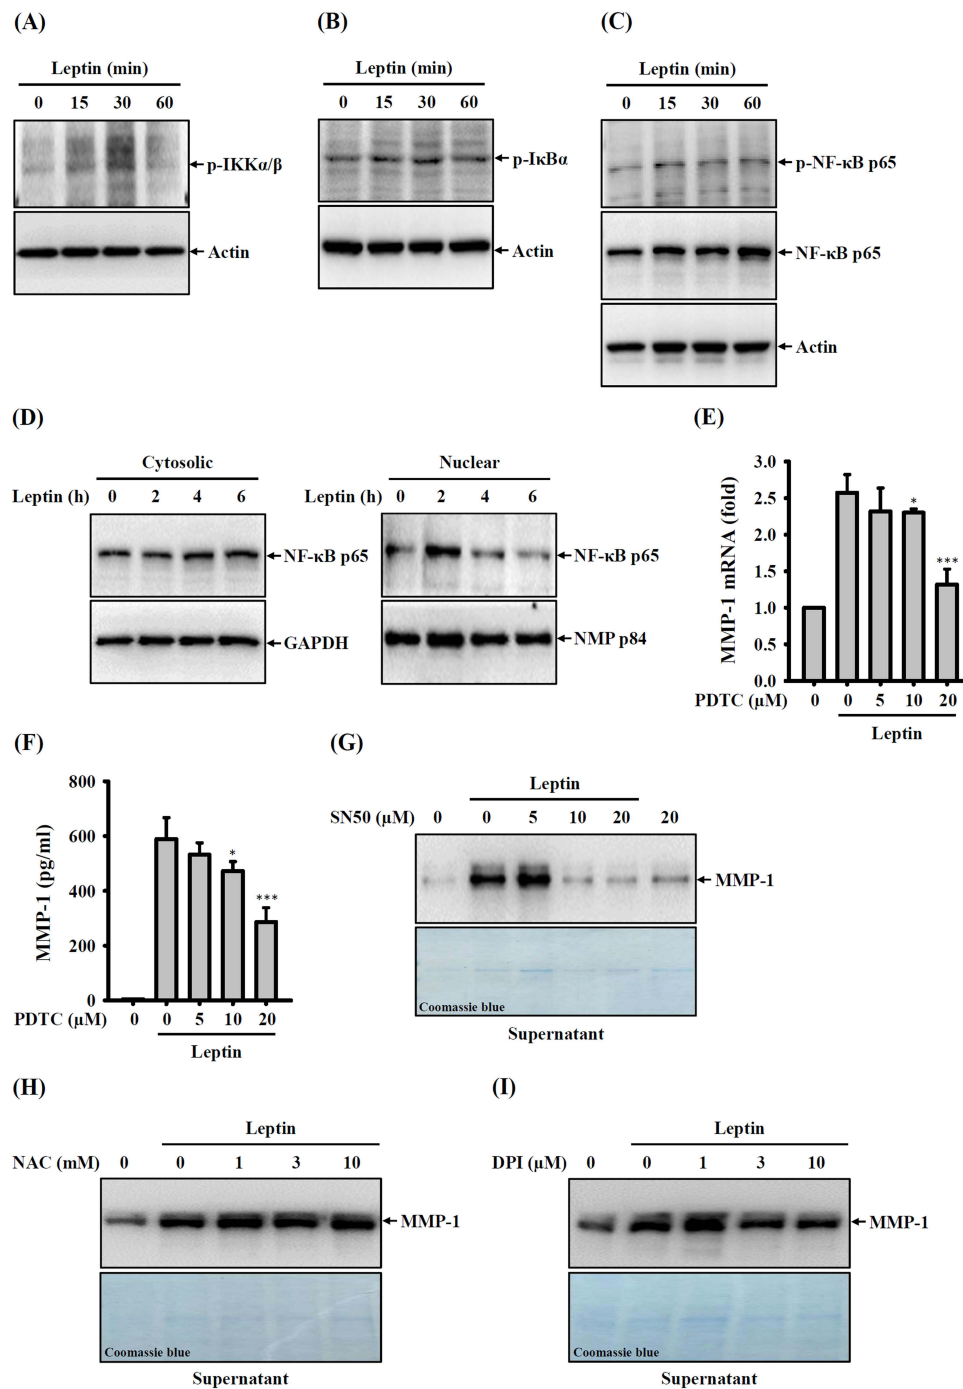 (A)
Leptin (min)
0 15 30 60
p-IKKα/β
Actin
(B)
Leptin (min)
0 15 30 60
p-IκBα
Actin
(C)
Leptin (min)
0 15 30 60
p-NF-κB p65
NF-κB p65
Actin
(D)
Cytosolic
Leptin (h) 0 2 4 6
NF-κB p65
GAPDH
Nuclear
Leptin (h) 0 2 4 6
NF-κB p65
NMP p84
(E)
MMP-1 mRNA (fold)
3.0
2.5
2.0
1.5
1.0
0.5
0.0
*
***
PDTC (µM) 0 0 5 10 20
Leptin
(F)
MMP-1 (pg/ml)
800
600
400
200
0
*
***
PDTC (µM) 0 0 5 10 20
Leptin
(G)
Leptin
SN50 (µM) 0 0 5 10 20 20
MMP-1
Coomassie blue
Supernatant
(H)
Leptin
NAC (mM) 0 0 1 3 10
MMP-1
Coomassie blue
Supernatant
(I)
Leptin
DPI (µM) 0 0 1 3 10
MMP-1
Coomassie blue
Supernatant